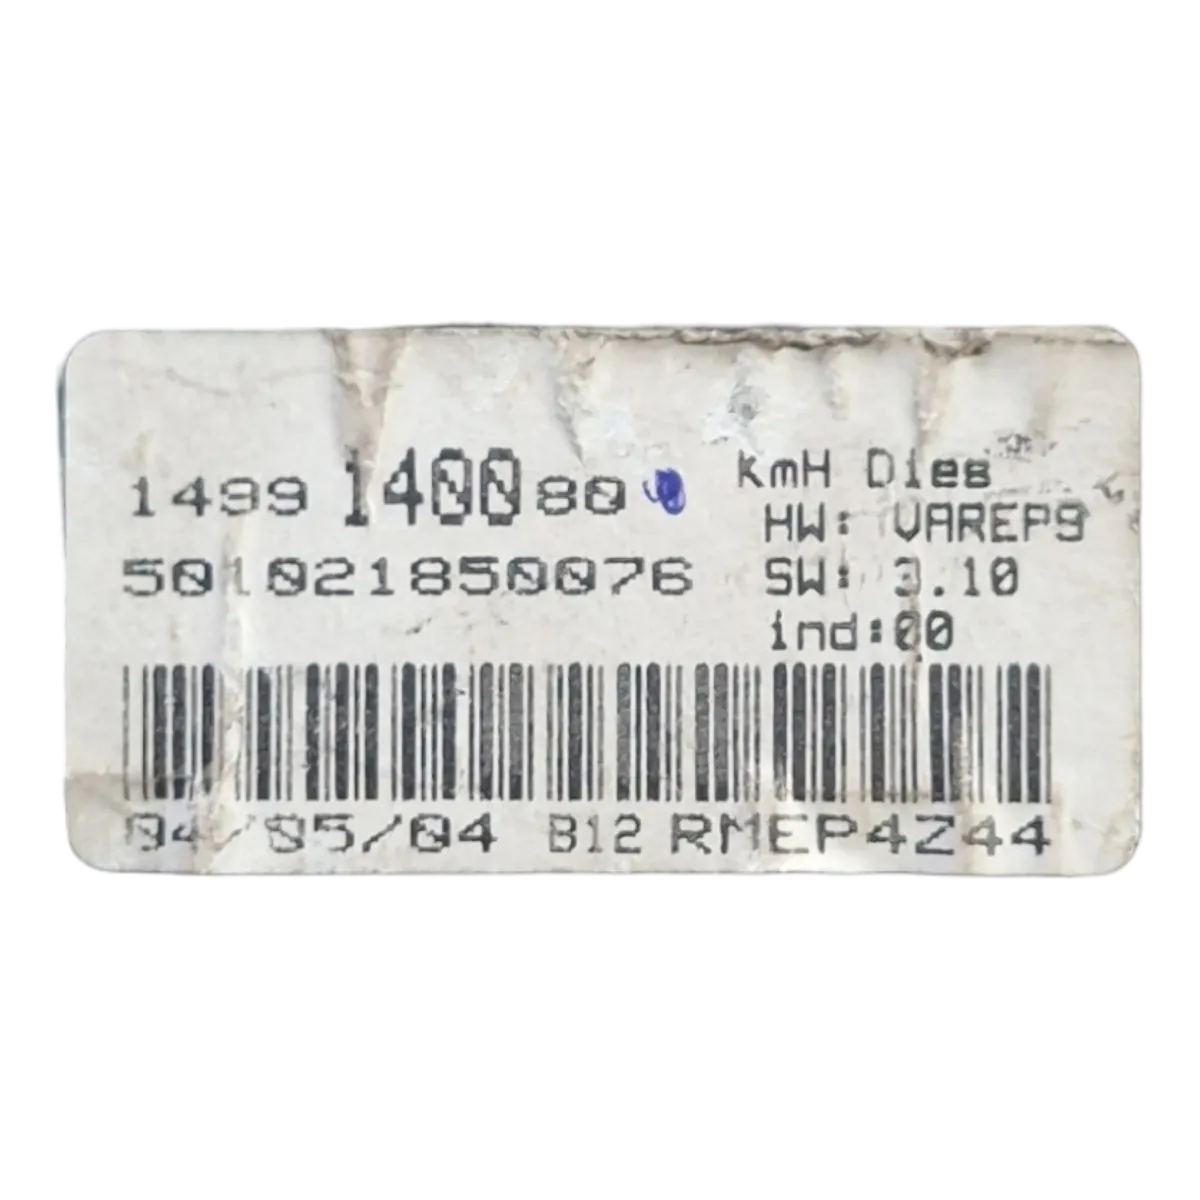 1499 1400 80
501021850076
KmH Dies
HW: VAREP9
SW: 3.10
ind:00
04/05/04 B12 RMEP4Z44